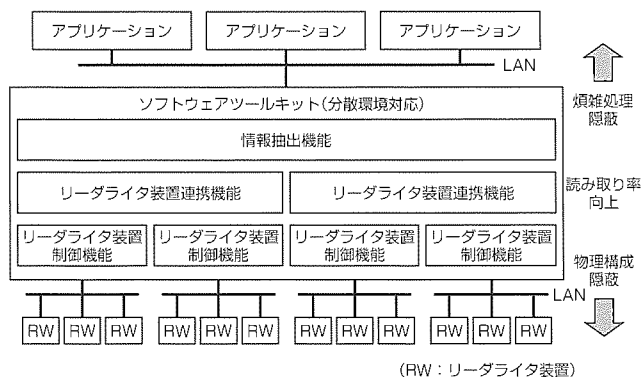 アプリケーション アプリケーション アプリケーション
LAN
ソフトウェアツールキット(分散環境対応)
煩雑処理
隠蔽
情報抽出機能
リーダライタ装置連携機能 リーダライタ装置連携機能
読み取り率
向上
リーダライタ装置 リーダライタ装置 リーダライタ装置 リーダライタ装置
制御機能 制御機能 制御機能 制御機能
物理構成
隠蔽
LAN
RW RW RW RW RW RW RW RW RW RW RW RW
(RW:リーダライタ装置)